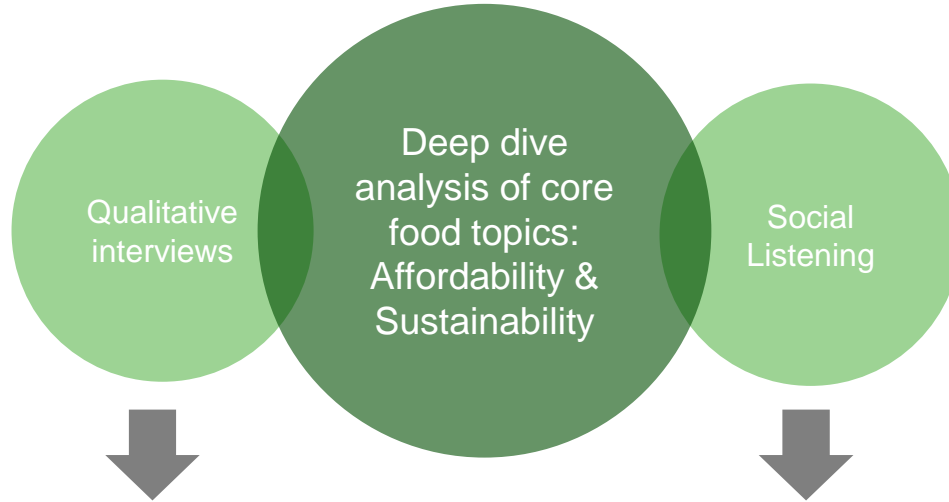 Qualitative
interviews
Deep dive
analysis of core
food topics:
Affordability &
Sustainability
Social
Listening